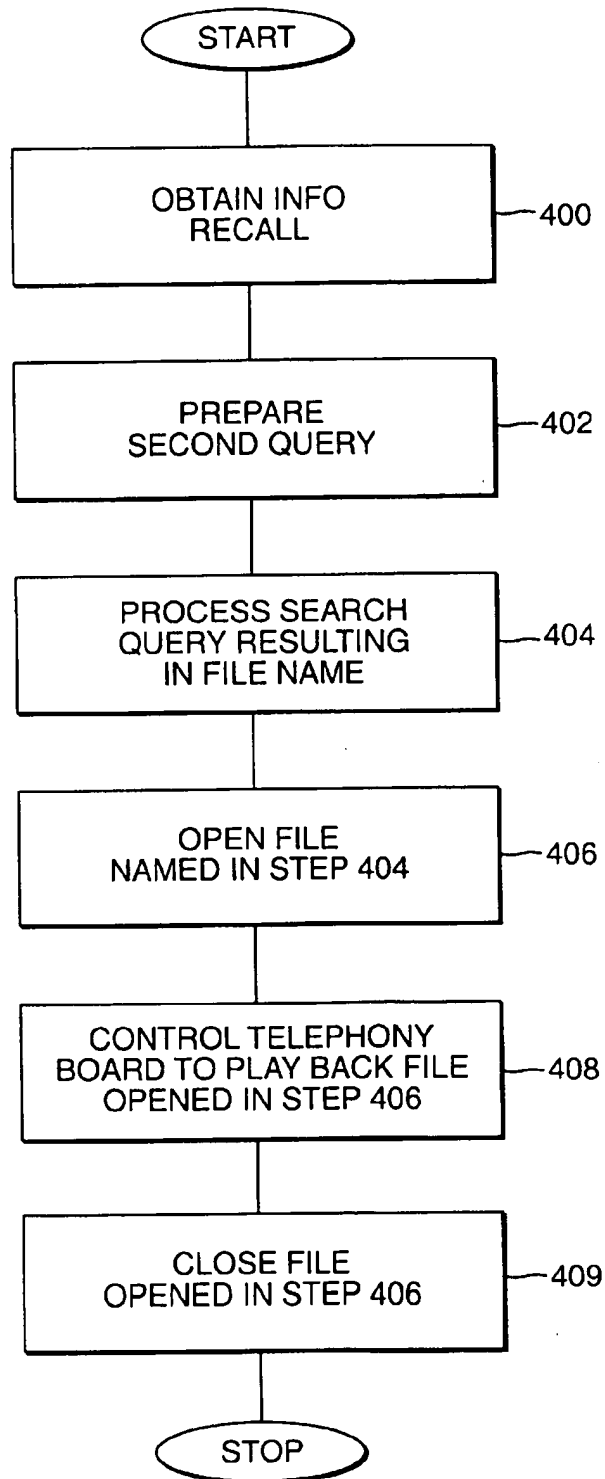 START
OBTAIN INFO
RECALL
400
PREPARE
SECOND QUERY
402
PROCESS SEARCH
QUERY RESULTING
IN FILE NAME
404
OPEN FILE
NAMED IN STEP 404
406
CONTROL TELEPHONY
BOARD TO PLAY BACK FILE
OPENED IN STEP 406
408
CLOSE FILE
OPENED IN STEP 406
409
STOP